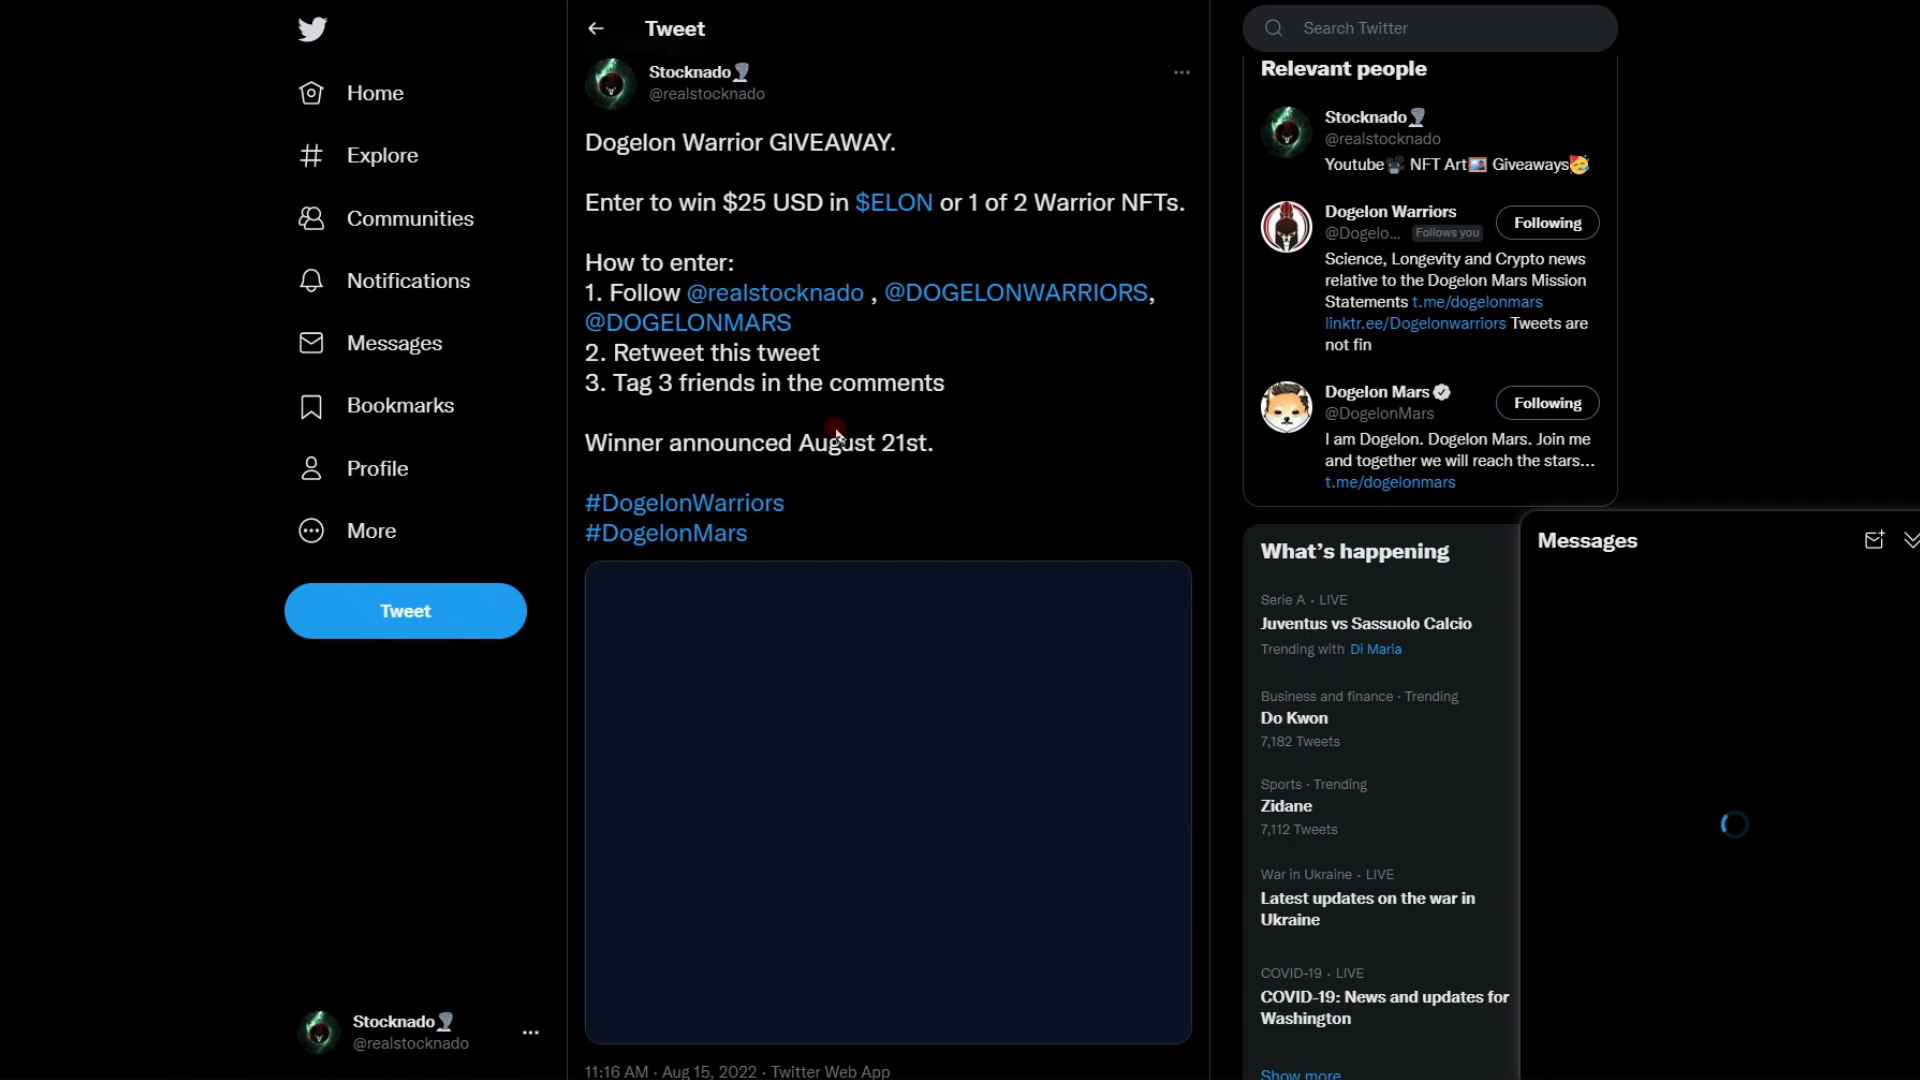 Home
Explore
Communities
Notifications
Messages
Bookmarks
Profile
More
Tweet
Stocknado
@realstocknado
Tweet
Stocknado
@realstocknado
Dogelon Warrior GIVEAWAY.
Enter to win $25 USD in $ELON or 1 of 2 Warrior NFTs.
How to enter:
1. Follow @realstocknado , @DOGELONWARRIORS,
@DOGELONMARS
2. Retweet this tweet
3. Tag 3 friends in the comments
Winner announced August 21st.
#DogelonWarriors
#DogelonMars
11:16 AM · Aug 15, 2022 · Twitter Web App
Search Twitter
Relevant people
Stocknado
@realstocknado
Youtube NFT Art Giveaways
Dogelon Warriors
@Dogelo... Follows you
Following
Science, Longevity and Crypto news
relative to the Dogelon Mars Mission
Statements t.me/dogelonmars
linktr.ee/Dogelonwarriors Tweets are
not fin
Dogelon Mars
@DogelonMars
Following
I am Dogelon. Dogelon Mars. Join me
and together we will reach the stars...
t.me/dogelonmars
What's happening
Serie A · LIVE
Juventus vs Sassuolo Calcio
Trending with Di Maria
Business and finance · Trending
Do Kwon
7,182 Tweets
Sports · Trending
Zidane
7,112 Tweets
War in Ukraine · LIVE
Latest updates on the war in
Ukraine
COVID-19 · LIVE
COVID-19: News and updates for
Washington
Show more
Messages